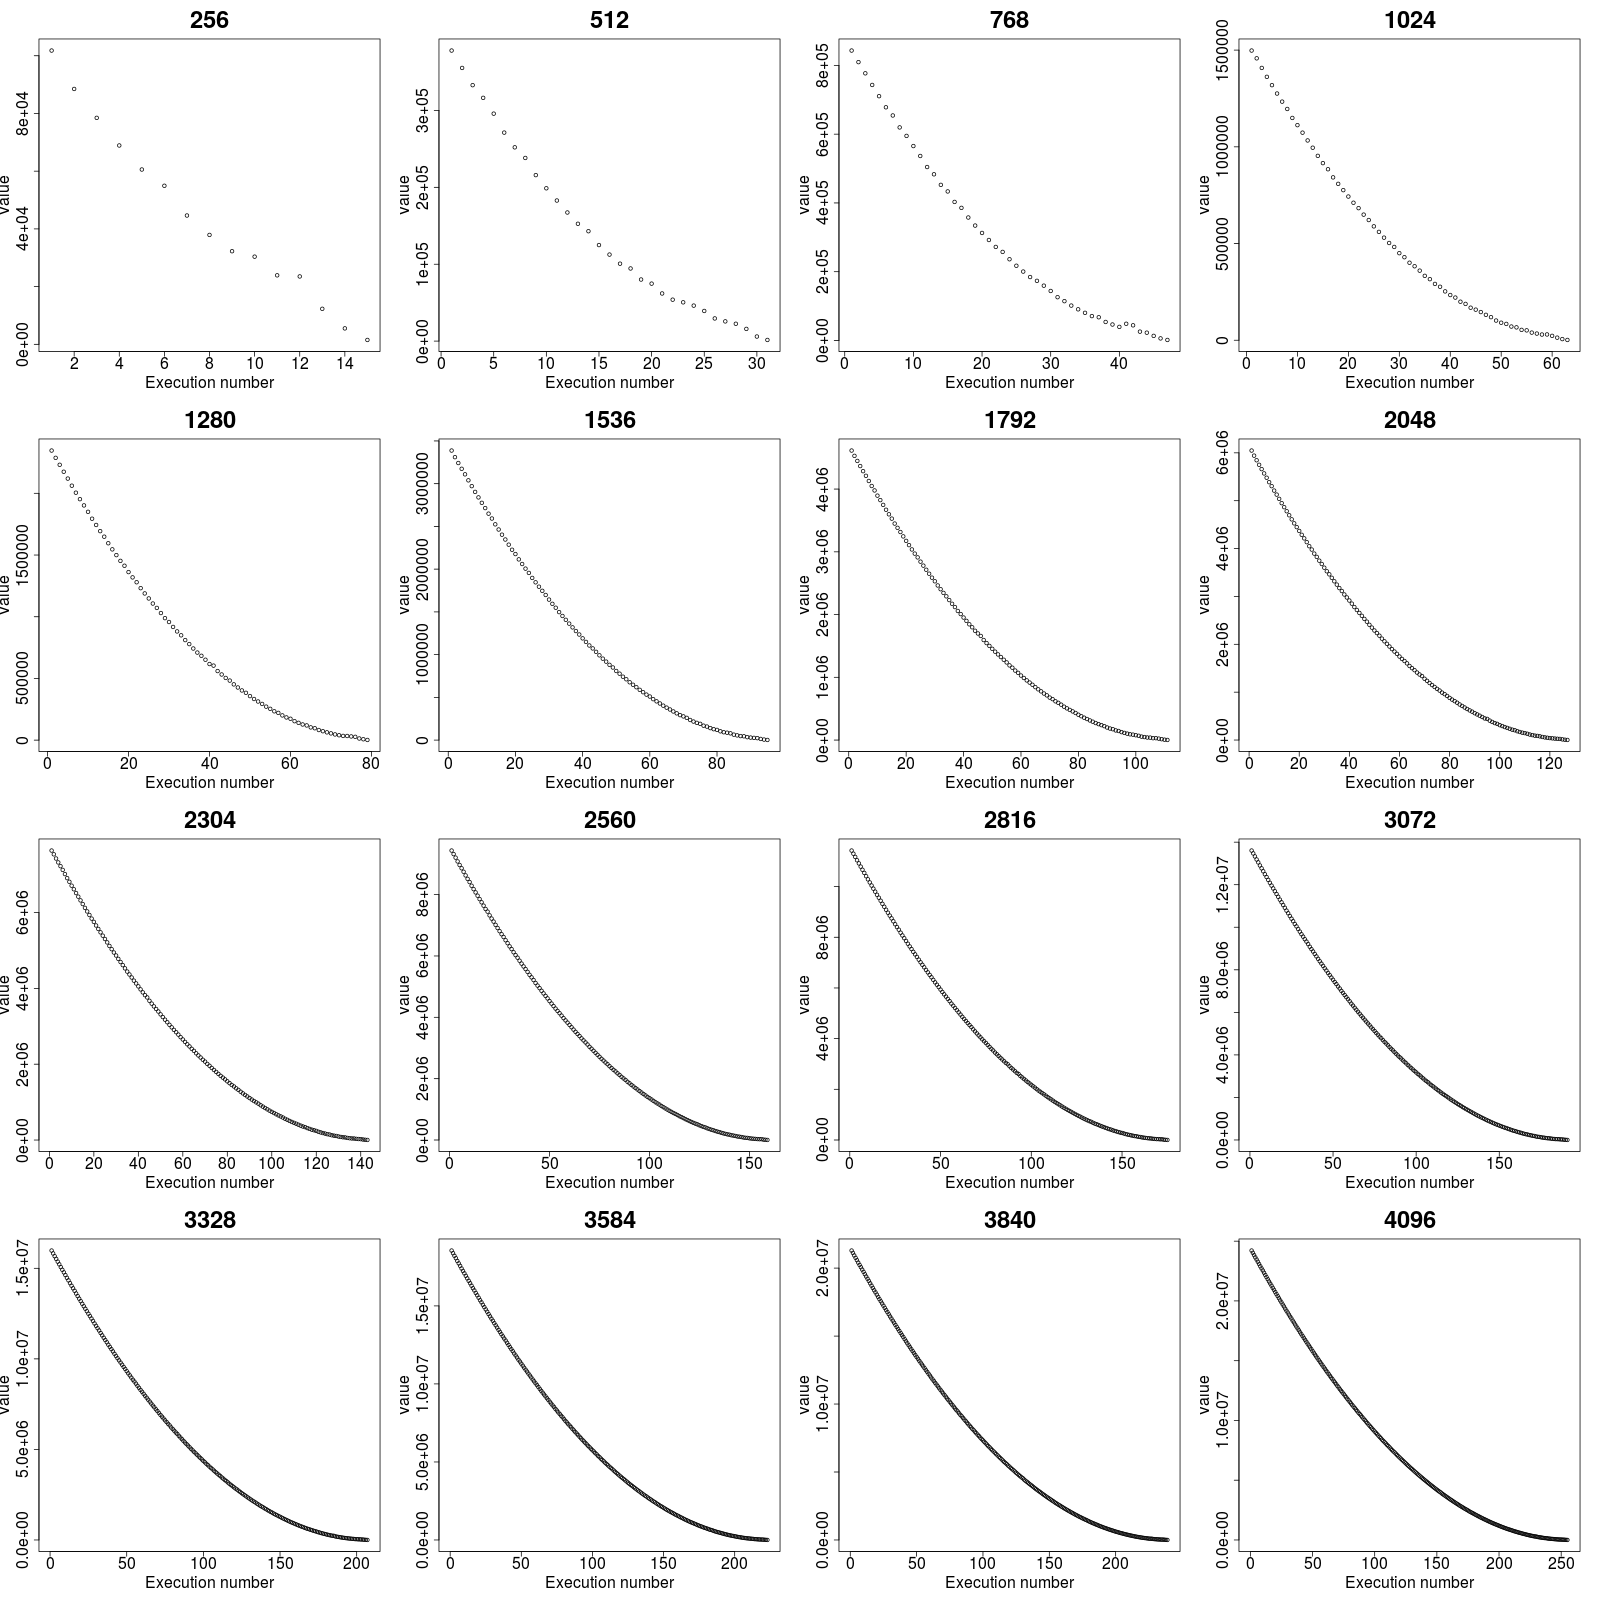 256
value
0e+00 4e+04 8e+04
2 4 6 8 10 12 14
Execution number
512
value
0e+00 1e+05 2e+05 3e+05
0 5 10 15 20 25 30
Execution number
768
value
0e+00 2e+05 4e+05 6e+05 8e+05
0 10 20 30 40
Execution number
1024
value
0 500000 1000000 1500000
0 10 20 30 40 50 60
Execution number
1280
value
0 500000 1500000
0 20 40 60 80
Execution number
1536
value
0 1000000 2000000 3000000
0 20 40 60 80
Execution number
1792
value
0e+00 1e+06 2e+06 3e+06 4e+06
0 20 40 60 80 100
Execution number
2048
value
0e+00 2e+06 4e+06 6e+06
0 20 40 60 80 100 120
Execution number
2304
value
0e+00 2e+06 4e+06 6e+06
0 20 40 60 80 100 120 140
Execution number
2560
value
0e+00 2e+06 4e+06 6e+06 8e+06
0 50 100 150
Execution number
2816
value
0e+00 4e+06 8e+06
0 50 100 150
Execution number
3072
value
0.0e+00 4.0e+06 8.0e+06 1.2e+07
0 50 100 150
Execution number
3328
value
0.0e+00 5.0e+06 1.0e+07 1.5e+07
0 50 100 150 200
Execution number
3584
value
0.0e+00 5.0e+06 1.0e+07 1.5e+07
0 50 100 150 200
Execution number
3840
value
0.0e+00 1.0e+07 2.0e+07
0 50 100 150 200
Execution number
4096
value
0.0e+00 1.0e+07 2.0e+07
0 50 100 150 200 250
Execution number